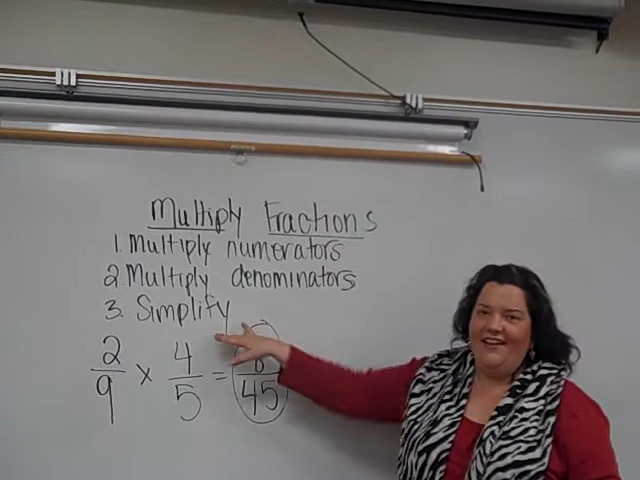 Multiply Fractions
1. Multiply numerators
2. Multiply denominators
3. Simplify
2/9 x 4/5 = 8/45